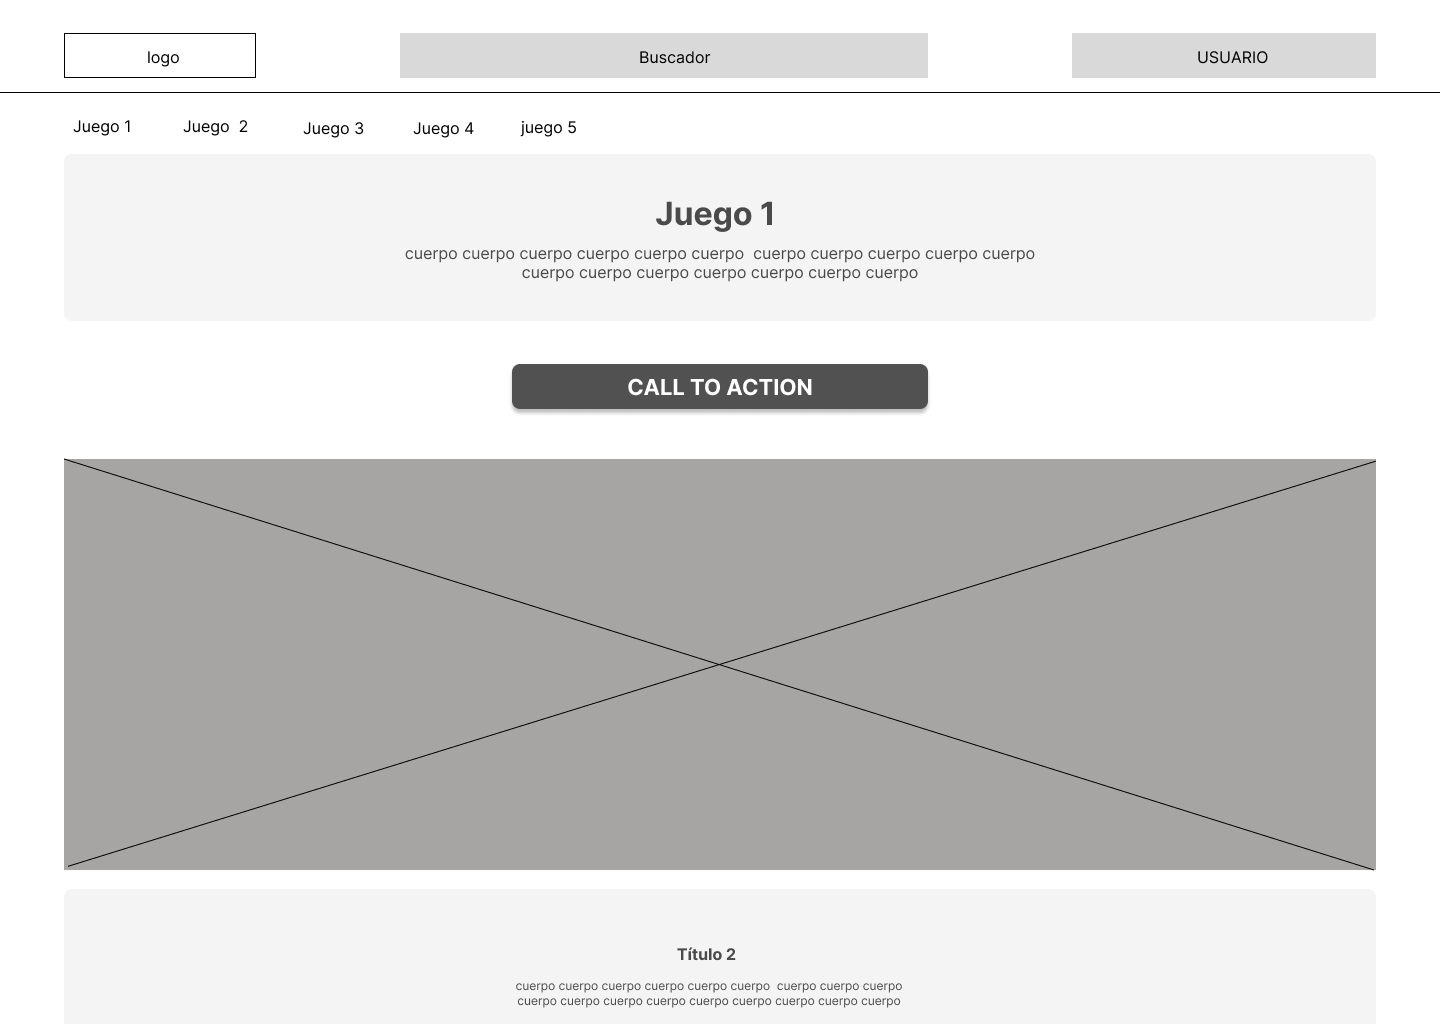 logo
Buscador
USUARIO
Juego 1
Juego  2
Juego 3
Juego 4
juego 5
Juego 1
cuerpo cuerpo cuerpo cuerpo cuerpo cuerpo  cuerpo cuerpo cuerpo cuerpo cuerpo
cuerpo cuerpo cuerpo cuerpo cuerpo cuerpo cuerpo
CALL TO ACTION
Título 2
cuerpo cuerpo cuerpo cuerpo cuerpo cuerpo  cuerpo cuerpo cuerpo
cuerpo cuerpo cuerpo cuerpo cuerpo cuerpo cuerpo cuerpo cuerpo